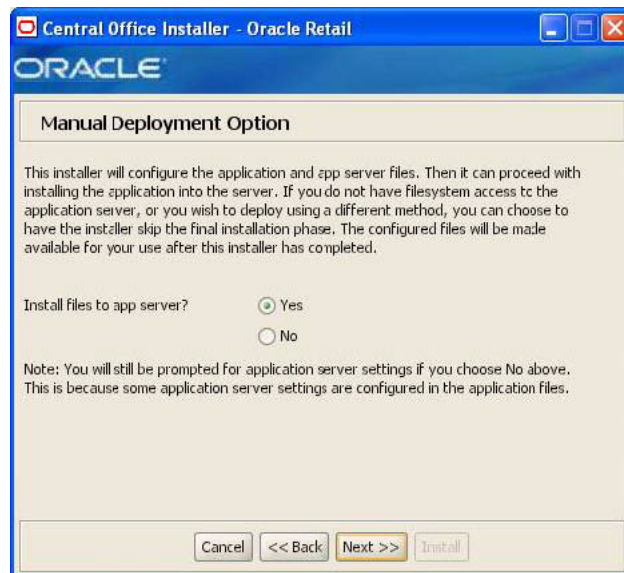 Central Office Installer - Oracle Retail
ORACLE
Manual Deployment Option
This installer will configure the application and app server files. Then it can proceed with
installing the application into the server. If you do not have filesystem access to the
application server, or you wish to deploy using a different method, you can choose to
have the installer skip the final installation phase. The configured files will be made
available for your use after this installer has completed.
Install files to app server?
Yes
No
Note: You will still be prompted for application server settings if you choose No above.
This is because some application server settings are configured in the application files.
Cancel << Back Next >> Install